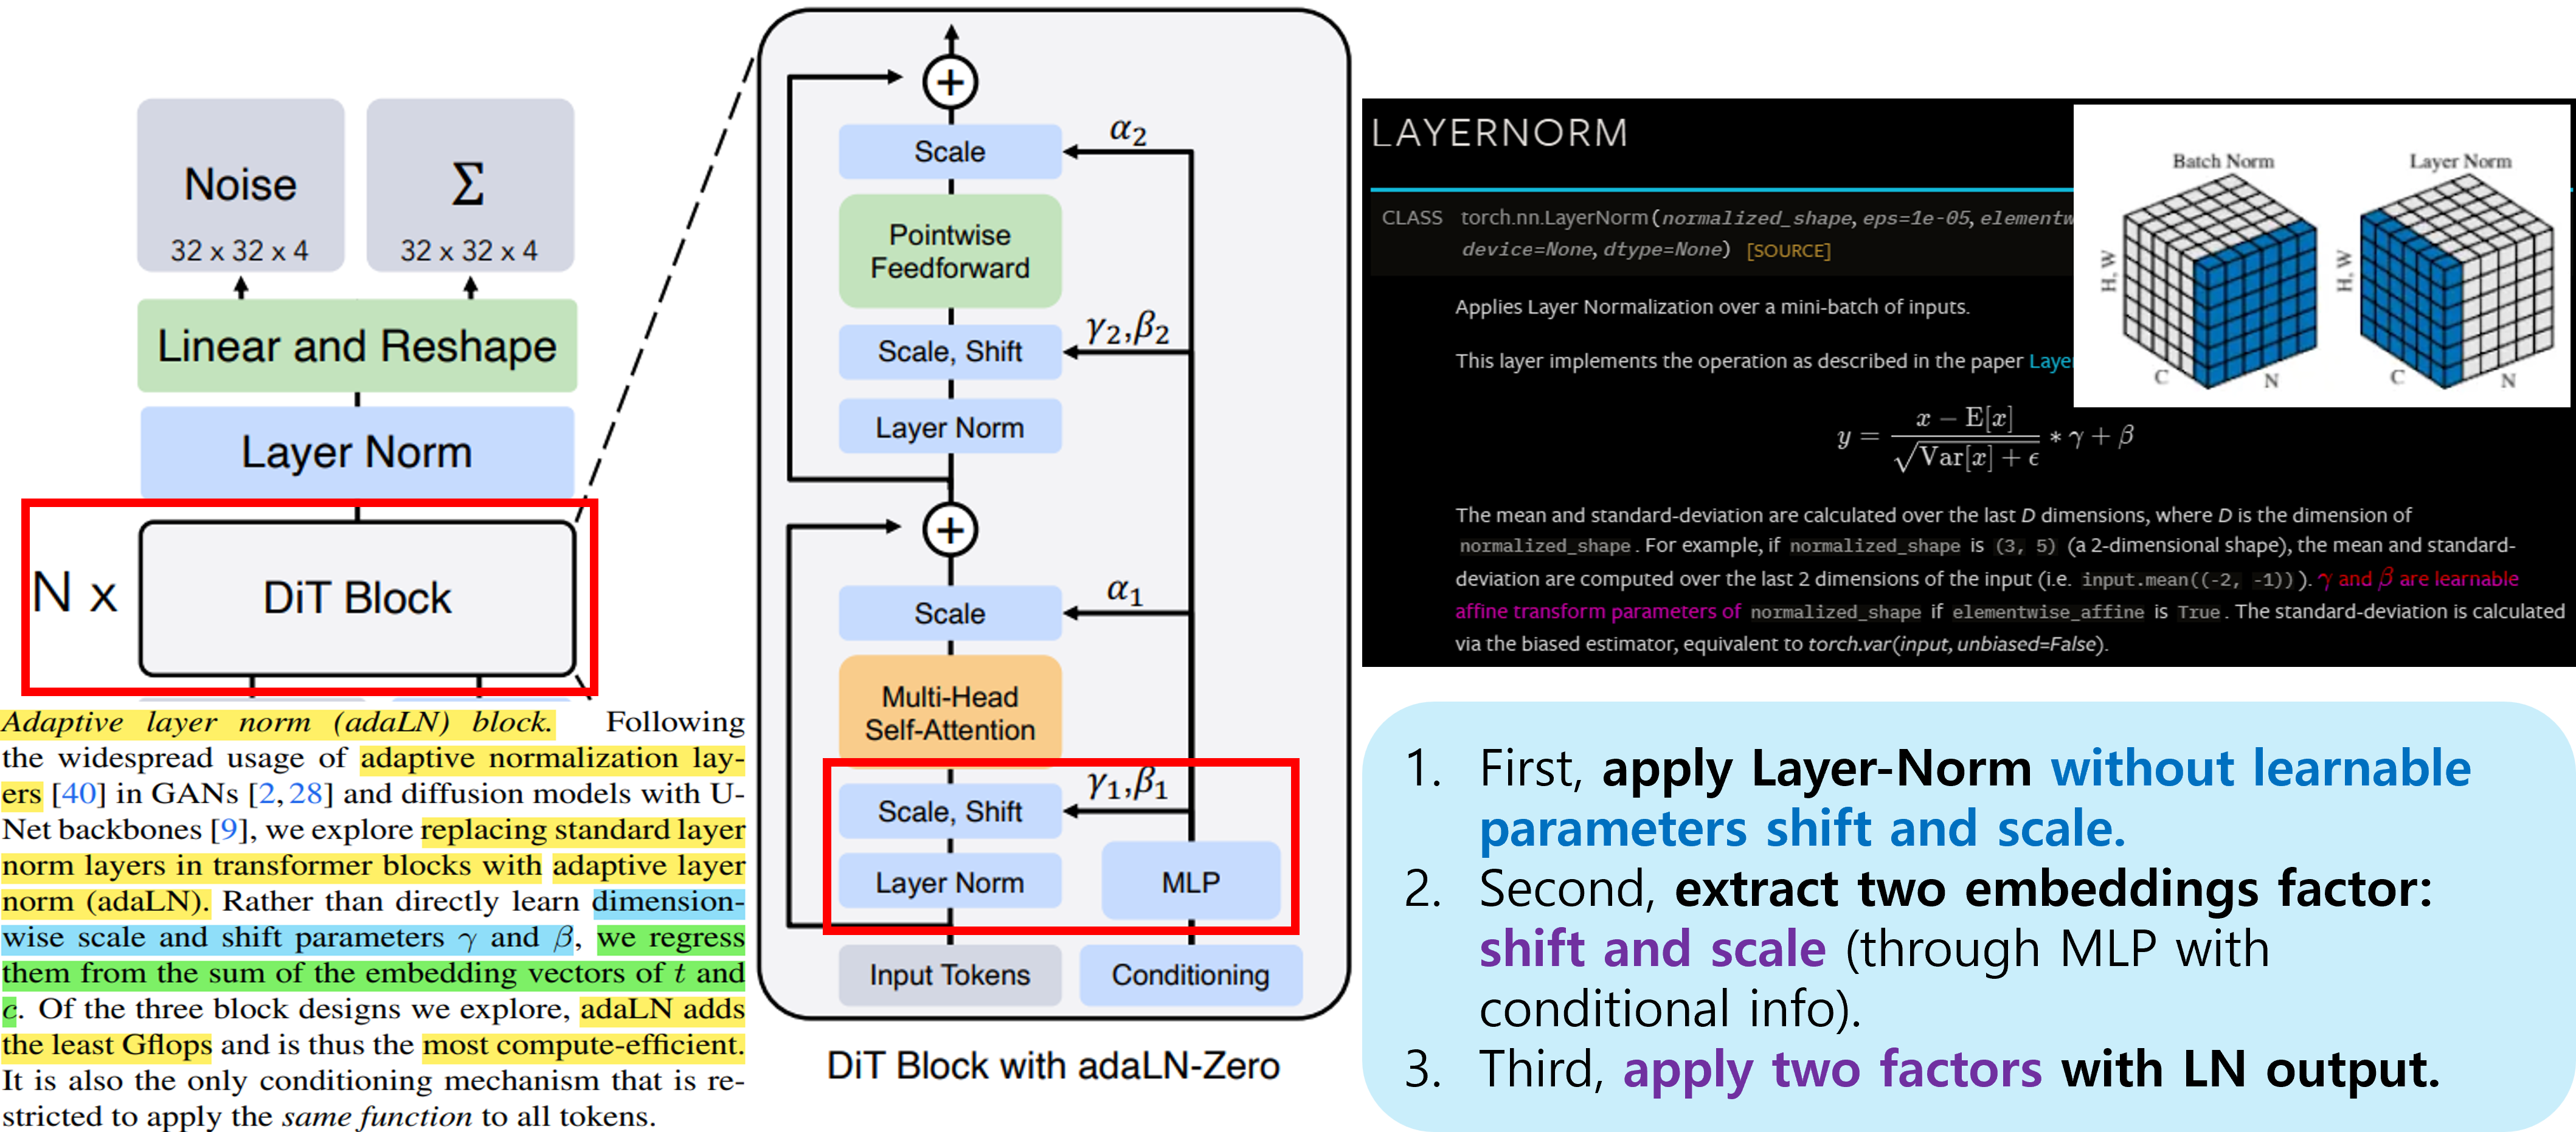 Noise
32 x 32 x 4
Σ
32 x 32 x 4
Linear and Reshape
Layer Norm
N x
DiT Block
Adaptive layer norm (adaLN) block. Following
the widespread usage of adaptive normalization lay-
ers [40] in GANs [2,28] and diffusion models with U-
Net backbones [9], we explore replacing standard layer
norm layers in transformer blocks with adaptive layer
norm (adaLN). Rather than directly learn dimension-
wise scale and shift parameters γ and β, we regress
them from the sum of the embedding vectors of t and
c. Of the three block designs we explore, adaLN adds
the least Gflops and is thus the most compute-efficient.
It is also the only conditioning mechanism that is re-
stricted to apply the same function to all tokens.
+
Scale
α₂
Pointwise
Feedforward
Scale, Shift
γ₂,β₂
Layer Norm
+
Scale
α₁
Multi-Head
Self-Attention
Scale, Shift
γ₁,β₁
Layer Norm
MLP
Input Tokens
Conditioning
DiT Block with adaLN-Zero
LAYERNORM
CLASS torch.nn.LayerNorm(normalized_shape, eps=1e-05, elementw
device=None, dtype=None) [SOURCE]
Applies Layer Normalization over a mini-batch of inputs.
This layer implements the operation as described in the paper Laye
Batch Norm
H, W
C
N
Layer Norm
H, W
C
N
y = (x − E[x]) / √(Var[x] + ϵ) * γ + β
The mean and standard-deviation are calculated over the last D dimensions, where D is the dimension of
normalized_shape. For example, if normalized_shape is (3, 5) (a 2-dimensional shape), the mean and standard-
deviation are computed over the last 2 dimensions of the input (i.e. input.mean((-2, -1))). γ and β are learnable
affine transform parameters of normalized_shape if elementwise_affine is True. The standard-deviation is calculated
via the biased estimator, equivalent to torch.var(input, unbiased=False).
1. First, apply Layer-Norm without learnable
parameters shift and scale.
2. Second, extract two embeddings factor:
shift and scale (through MLP with
conditional info).
3. Third, apply two factors with LN output.